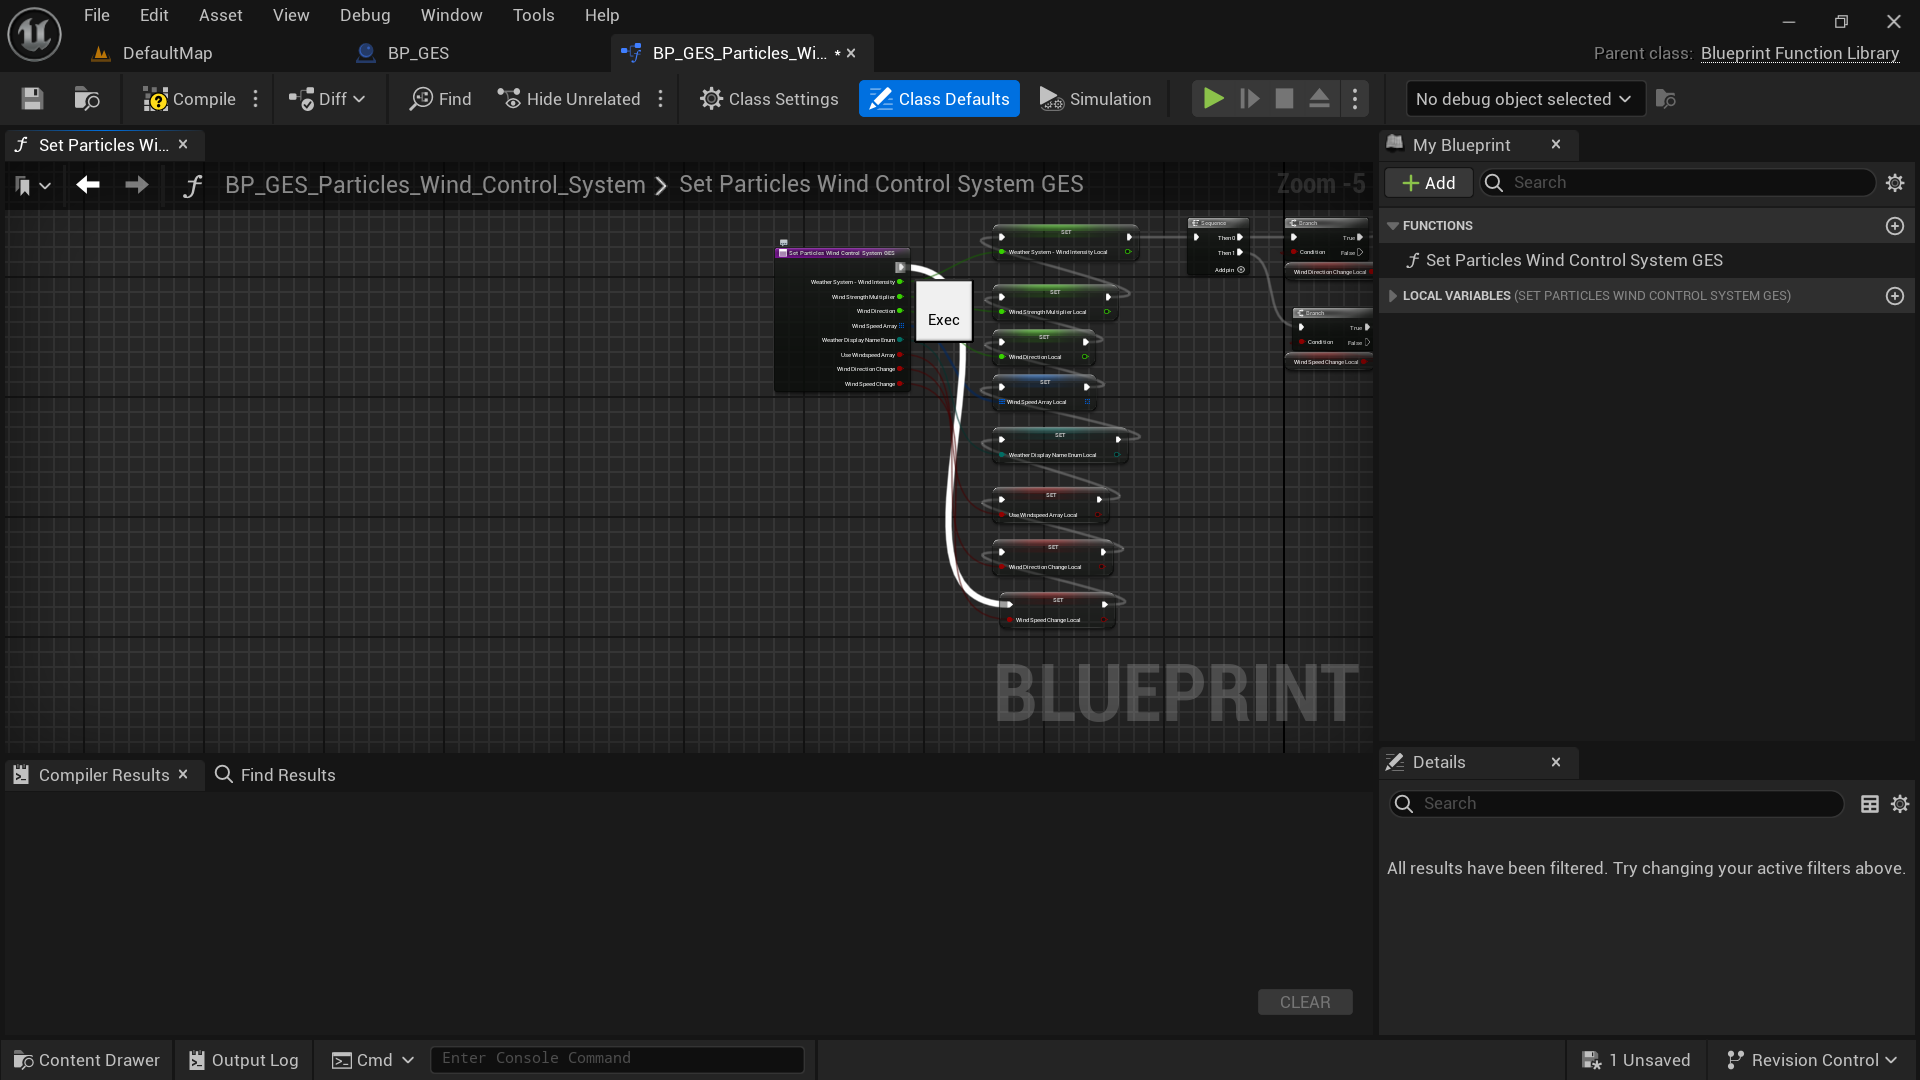 File Edit Asset View Debug Window Tools Help
DefaultMap
BP_GES
BP_GES_Particles_Wi... *
Parent class: Blueprint Function Library
Compile
Diff
Find
Hide Unrelated
Class Settings
Class Defaults
Simulation
No debug object selected
Set Particles Wi...
BP_GES_Particles_Wind_Control_System > Set Particles Wind Control System GES
Zoom -5
Set Particles Wind Control System GES
Weather System - Wind Intensity
Wind Strength Multiplier
Wind Direction
Wind Speed Array
Weather Display Name Enum
Use Windspeed Array
Wind Direction Change
Wind Speed Change
Exec
SET
Weather System - Wind Intensity Local
SET
Wind Strength Multiplier Local
SET
Wind Direction Local
SET
Wind Speed Array Local
SET
Weather Display Name Enum Local
SET
Use Windspeed Array Local
SET
Wind Direction Change Local
SET
Wind Speed Change Local
Sequence
Then 0
Then 1
Add pin
Branch
True
Condition False
Wind Direction Change Local
Branch
True
Condition False
Wind Speed Change Local
BLUEPRINT
My Blueprint
Add
Search
FUNCTIONS
Set Particles Wind Control System GES
LOCAL VARIABLES (SET PARTICLES WIND CONTROL SYSTEM GES)
Compiler Results
Find Results
CLEAR
Details
Search
All results have been filtered. Try changing your active filters above.
Content Drawer
Output Log
Cmd
Enter Console Command
1 Unsaved
Revision Control